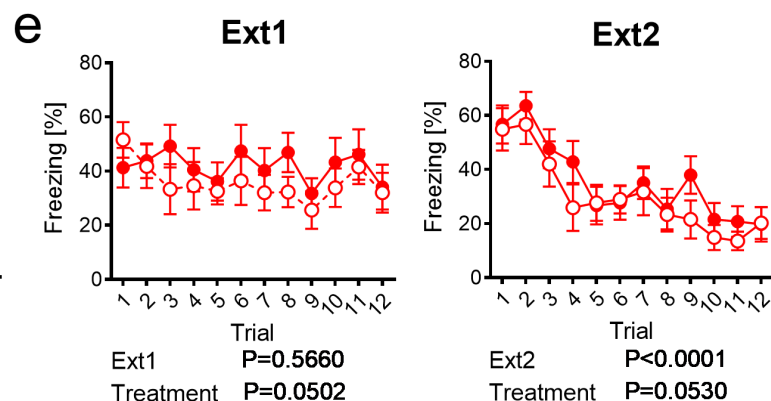 e
Ext1
Ext2
Freezing [%]
80
60
40
20
0
1 2 3 4 5 6 7 8 9 10 11 12
Trial
Ext1 P=0.5660
Treatment P=0.0502
Freezing [%]
80
60
40
20
0
1 2 3 4 5 6 7 8 9 10 11 12
Trial
Ext2 P<0.0001
Treatment P=0.0530